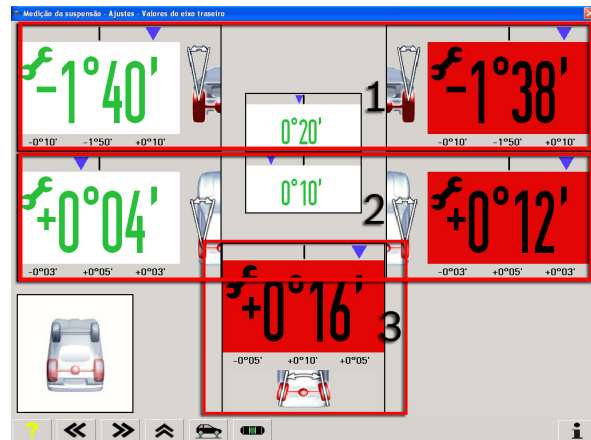 Medição da suspensão - Ajustes - Valores do eixo traseiro
-1°40'
-0°10' -1°50' +0°10'
1
0°20'
-1°38'
-0°10' -1°50' +0°10'
+0°04'
-0°03' +0°05' +0°03'
0°10'
2
+0°12'
-0°03' +0°05' +0°03'
+0°16'
3
-0°05' +0°10' +0°05'
? i